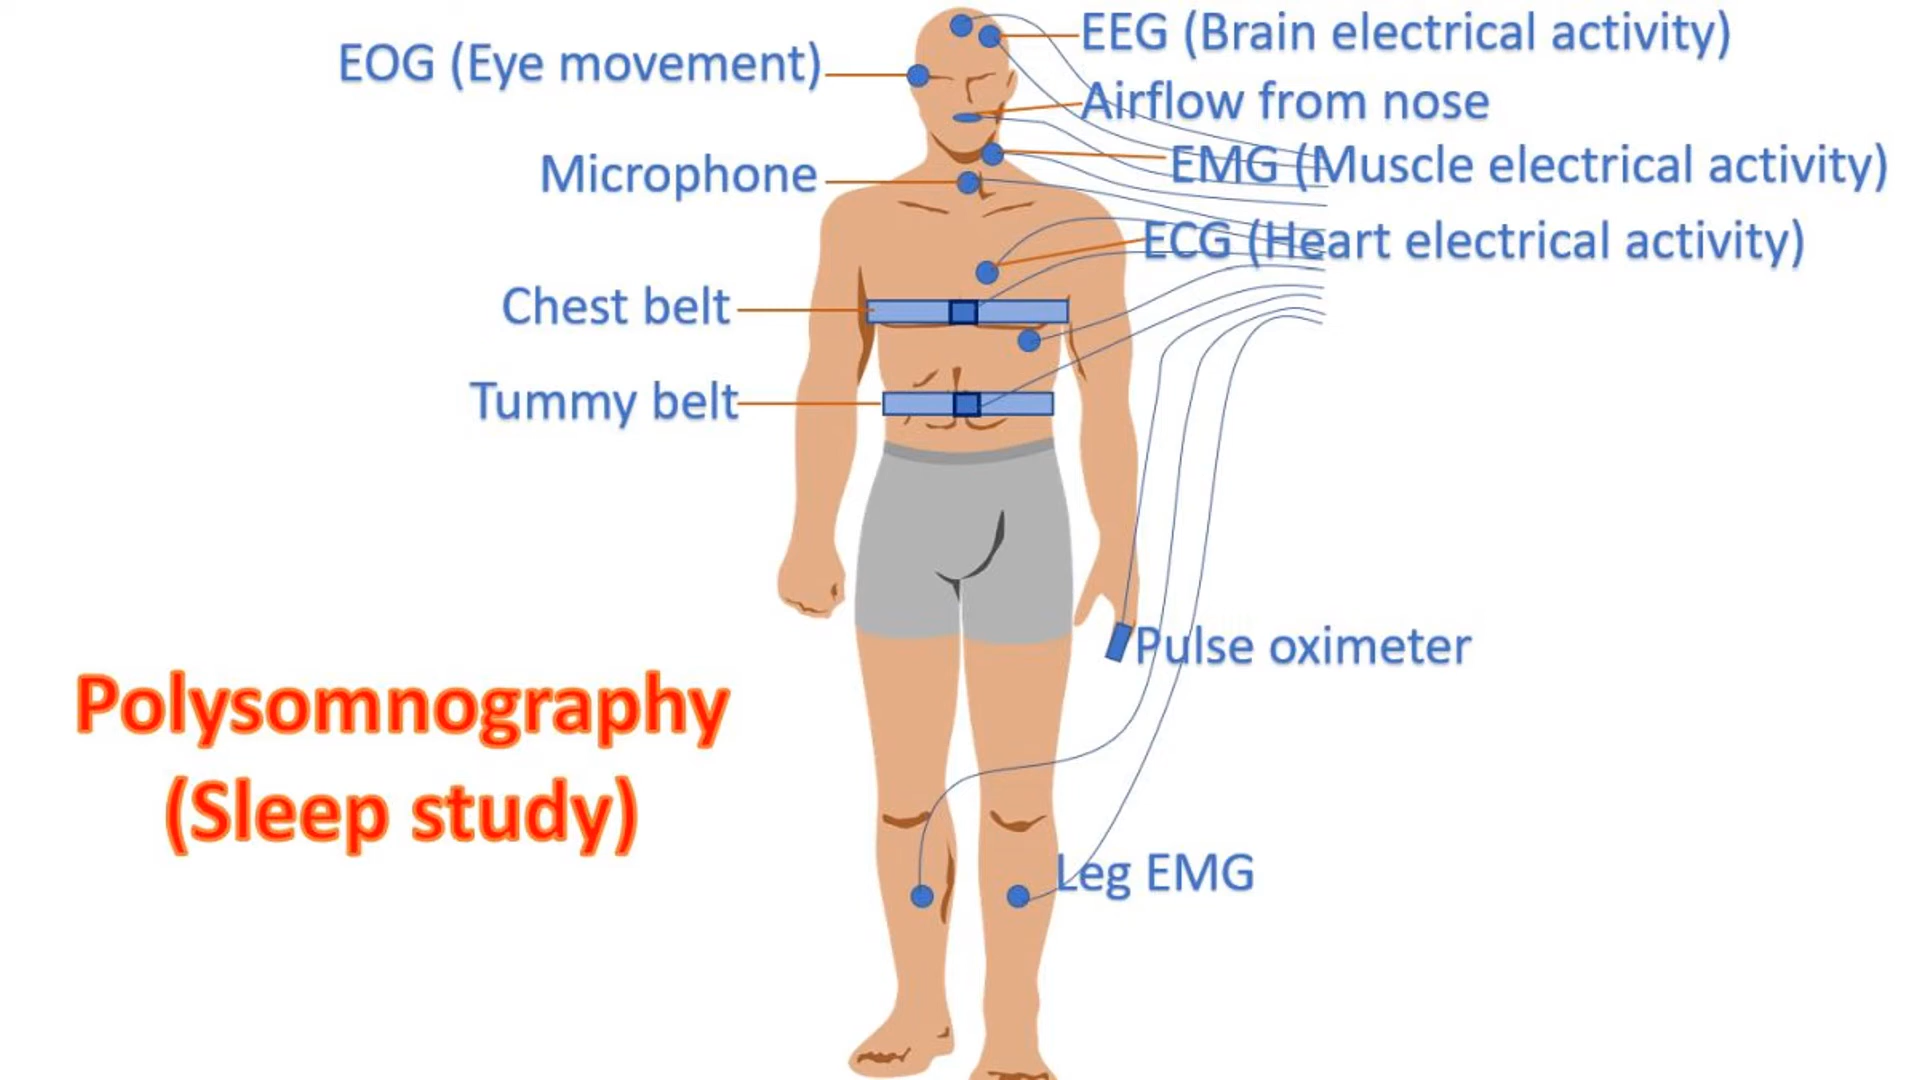 EEG (Brain electrical activity)
EOG (Eye movement)
Airflow from nose
EMG (Muscle electrical activity)
Microphone
ECG (Heart electrical activity)
Chest belt
Tummy belt
Pulse oximeter
Polysomnography
(Sleep study)
Leg EMG